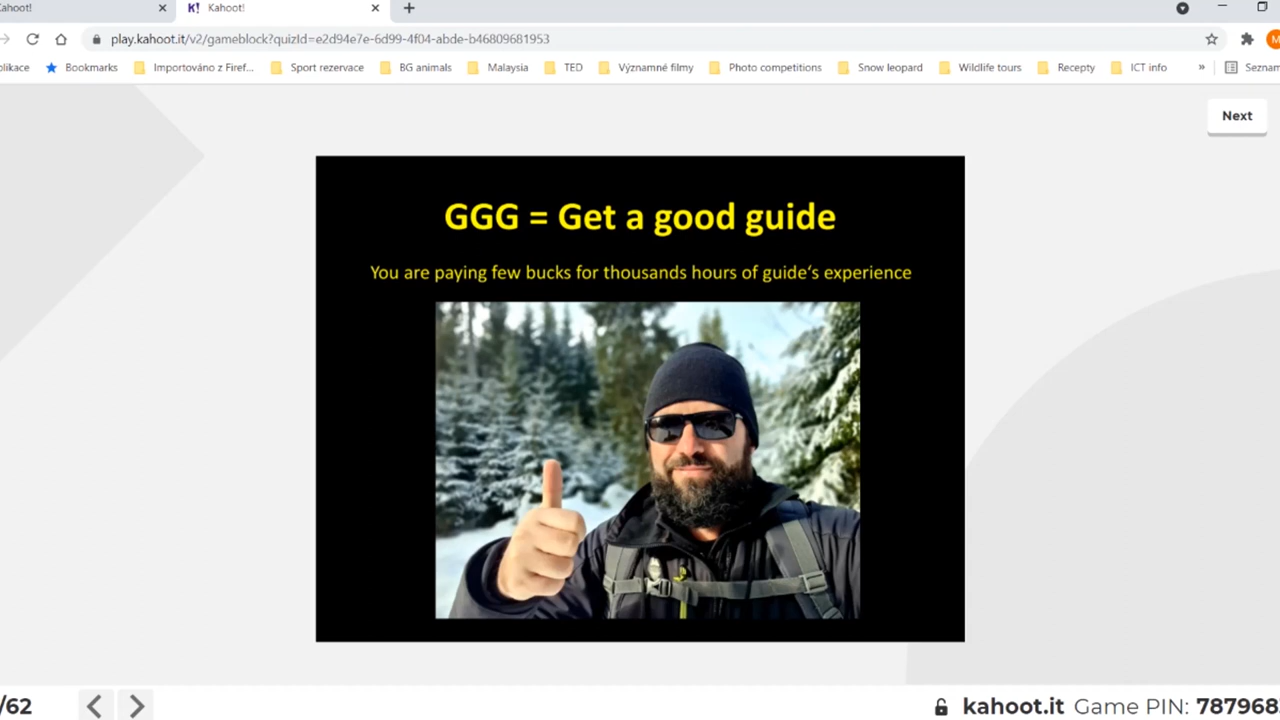 Kahoot!
K! Kahoot!
play.kahoot.it/v2/gameblock?quizId=e2d94e7e-6d99-4f04-abde-b46809681953
M
plikace Bookmarks Importováno z Firef... Sport rezervace BG animals Malaysia TED Významné filmy Photo competitions Snow leopard Wildlife tours Recepty ICT info » Seznam
Next
GGG = Get a good guide
You are paying few bucks for thousands hours of guide‘s experience
/62
kahoot.it Game PIN: 787968